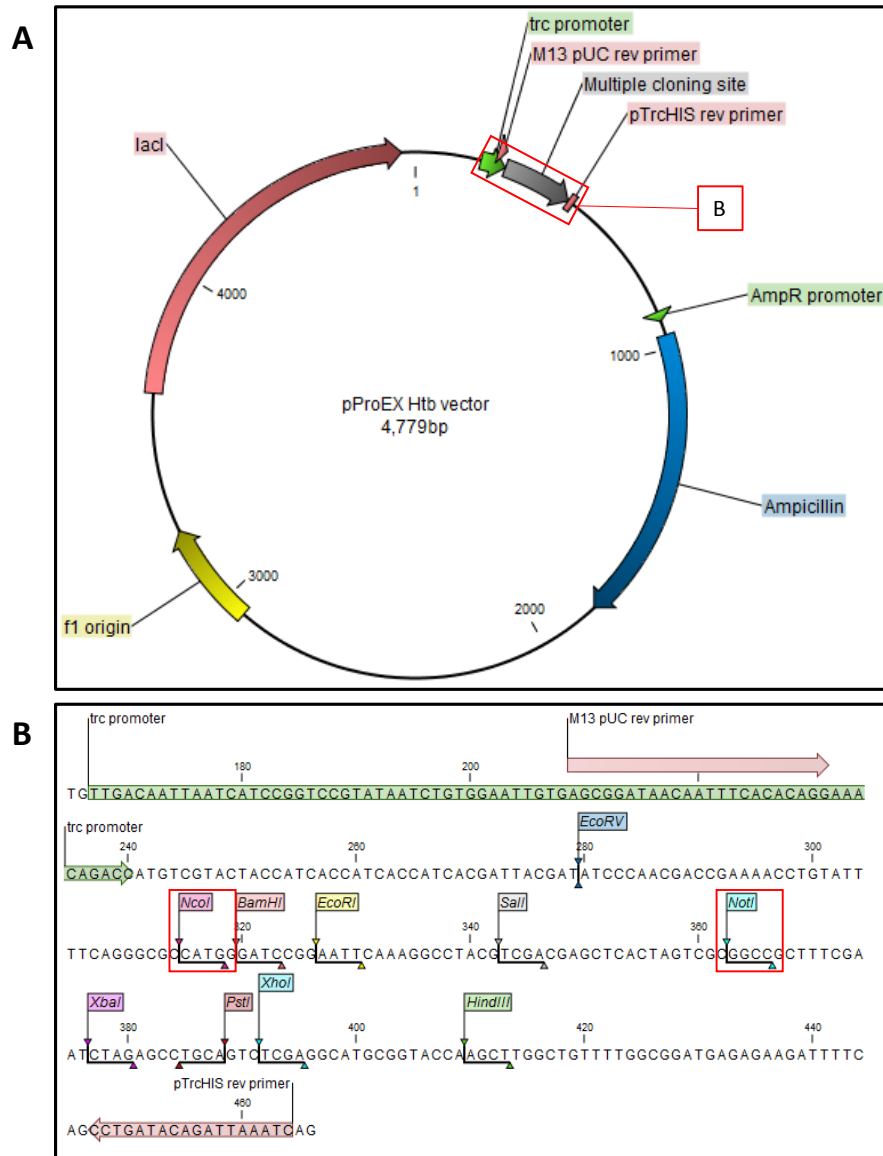 A
trc promoter
M13 pUC rev primer
Multiple cloning site
pTrcHIS rev primer
lacI
1
B
4000
AmpR promoter
1000
pProEX Htb vector
4,779bp
Ampicillin
3000
2000
f1 origin
B
trc promoter
M13 pUC rev primer
180
200
TGTTGACAATTAATCATCCGGTCCGTATAATCTGTGGAATTGTGAGCGGATAACAATTTCACACAGGAAA
trc promoter
EcoRV
240
260
280
300
CAGACCATGTCGTACTACCATCACCATCACCATCACGATTACGATATCCCAACGACCGAAAACCTGTATT
NcoI
BamHI
EcoRI
SalI
NotI
320
340
360
TTCAGGGCGCCATGGGATCCGGAATTCAAAGGCCTACGTCGACGAGCTCACTAGTCGCGGCCGCTTTCGA
XbaI
PstI
XhoI
HindIII
380
400
420
440
ATCTAGAGCCTGCAGTCTCGAGGCATGCGGTACCAAGCTTGGCTGTTTTGGCGGATGAGAGAAGATTTTC
pTrcHIS rev primer
460
AGCCTGATACAGATTAAATCAG